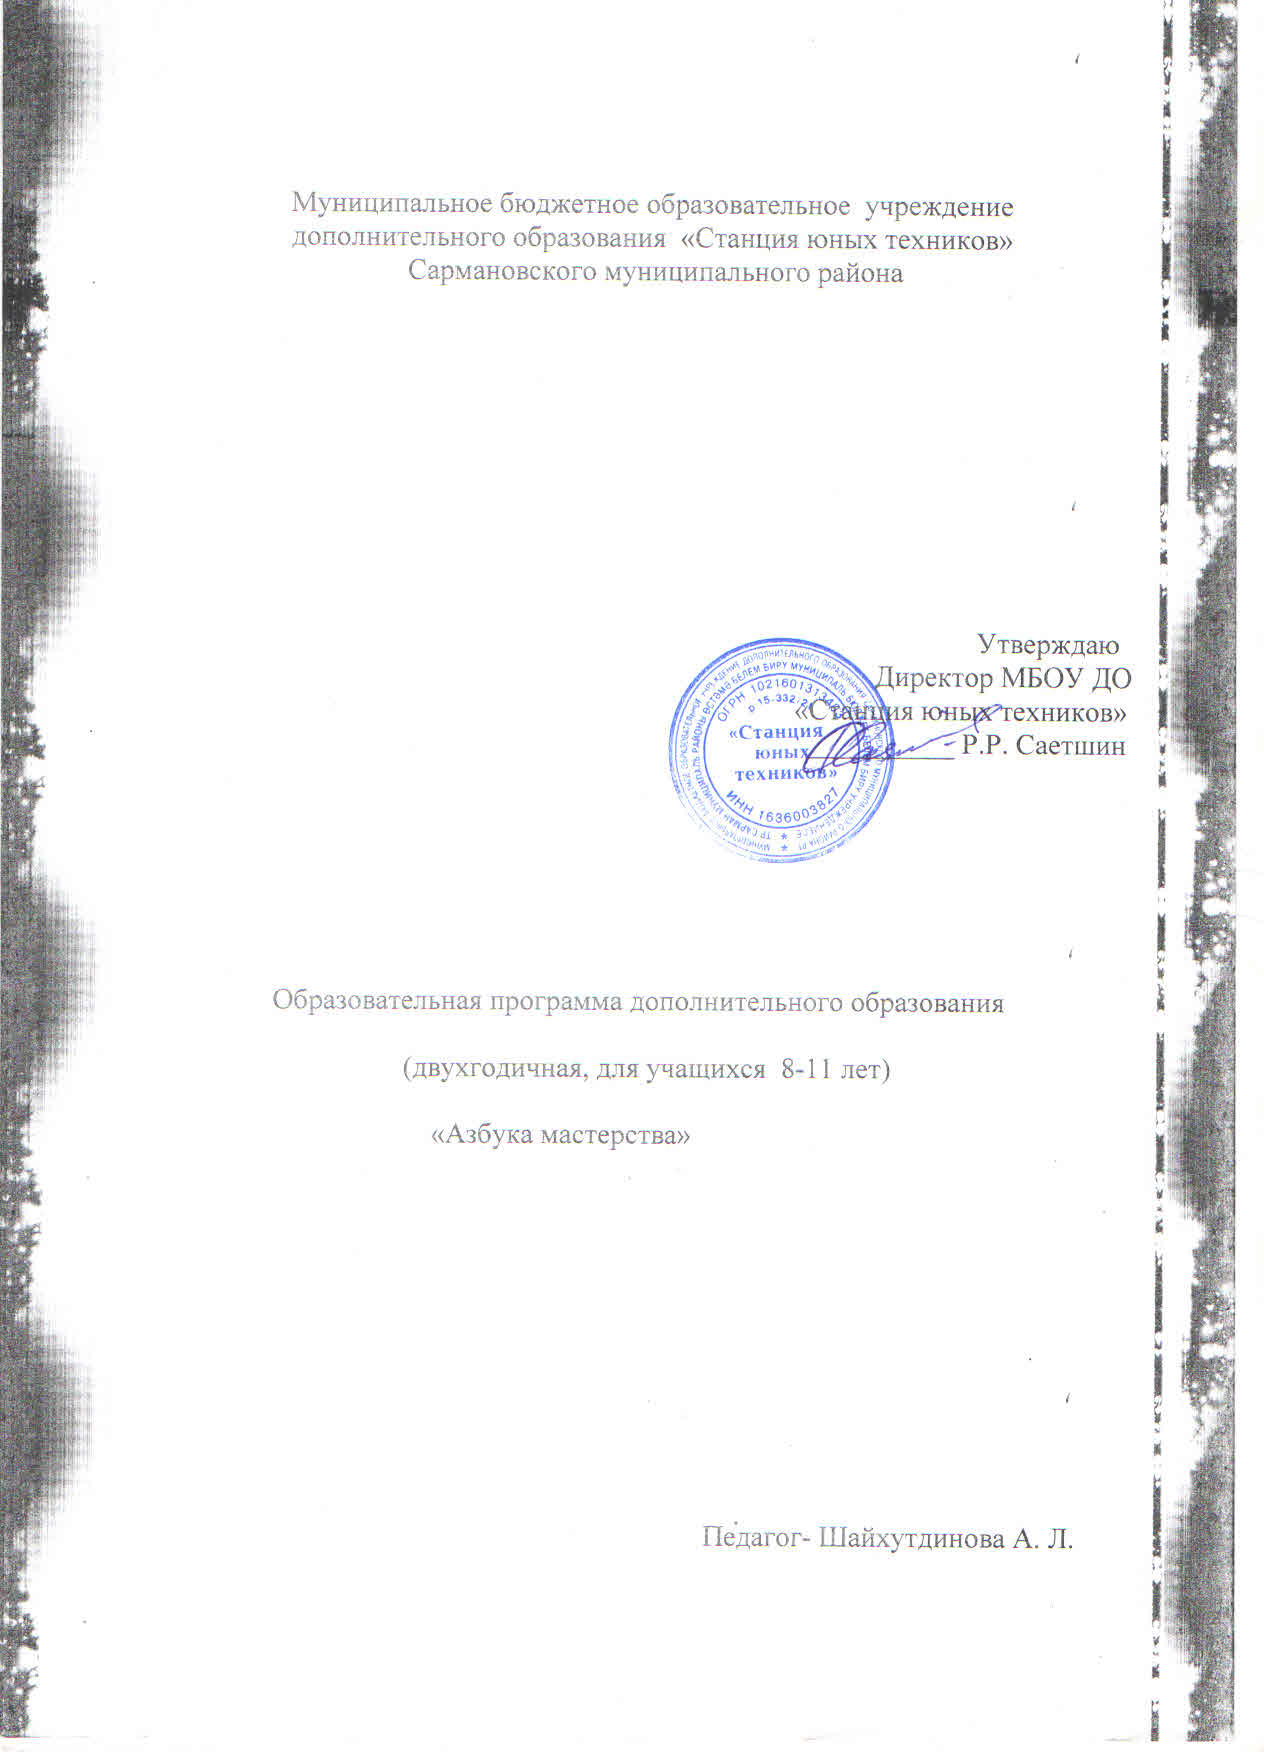 Муниципальное бюджетное образовательное учреждение
дополнительного образования «Станция юных техников»
Сармановского муниципального района
Утверждаю
Директор МБОУ ДО
«Станция юных техников»
- Р.Р. Саетшин
«Станция
юных
техников»
ИНН 1636003827
Образовательная программа дополнительного образования
(двухгодичная, для учащихся 8-11 лет)
«Азбука мастерства»
Педагог- Шайхутдинова А. Л.